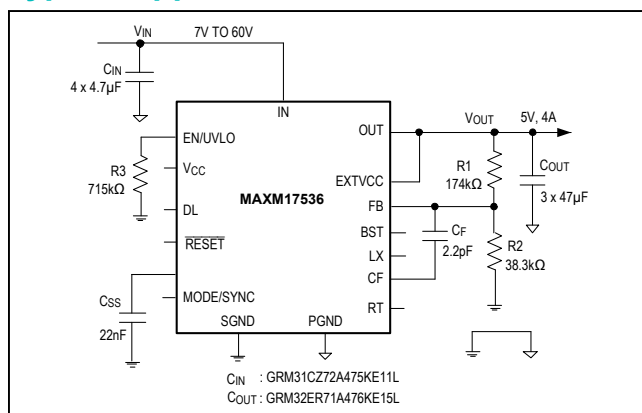 VIN 7V TO 60V
CIN
4 x 4.7µF
IN
EN/UVLO
OUT
VOUT 5V, 4A
R3
715kΩ
VCC
R1
174kΩ
COUT
3 x 47µF
EXTVCC
MAXM17536
FB
DL
BST
CF
2.2pF
R2
38.3kΩ
RESET
LX
CF
CSS
22nF
MODE/SYNC
RT
SGND PGND
CIN : GRM31CZ72A475KE11L
COUT : GRM32ER71A476KE15L